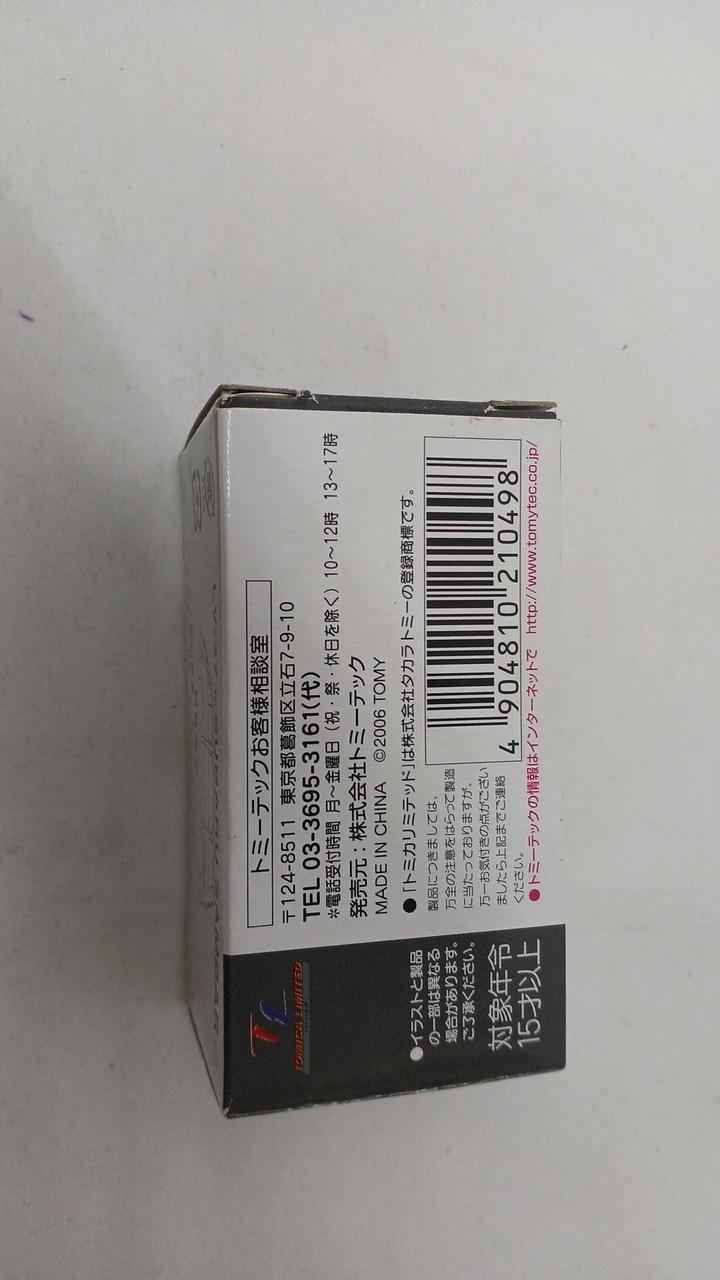 トミーテックお客様相談室
〒124-8511 東京都葛飾区立石7-9-10
TEL 03-3695-3161(代)
*電話受付時間 月～金曜日（祝・祭・休日を除く）10～12時 13～17時
発売元：株式会社トミーテック
MADE IN CHINA ©2006 TOMY
●「トミカリミテッド」は株式会社タカラトミーの登録商標です。
製品につきましては、
万全の注意をはらって製造
に当たっておりますが、
万一お気付きの点がござい
ましたら上記までご連絡
ください。
4 904810 210498
●トミーテックの情報はインターネットで http://www.tomytec.co.jp/
TL
TOMICA LIMITED
●イラストと製品
の一部は異なる
場合があります。
ご了承ください。
対象年令
15才以上